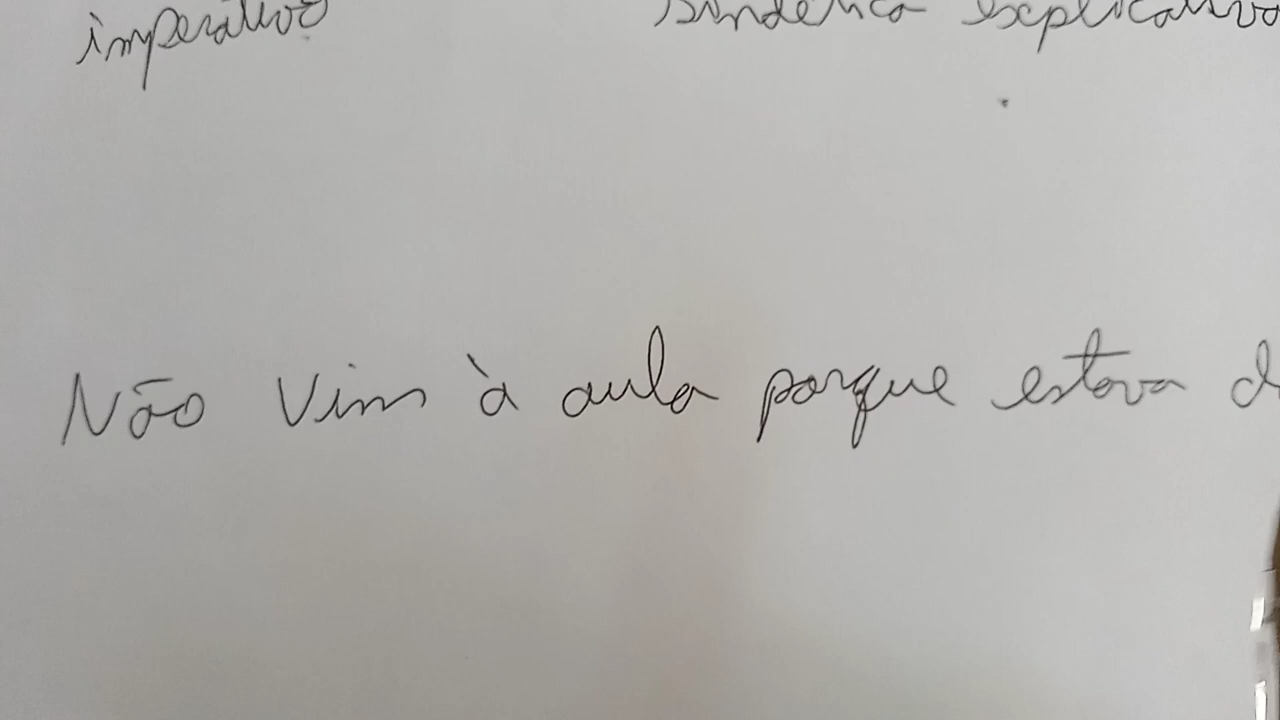 imperativo sindética explicativa
Não vim à aula porque estava d